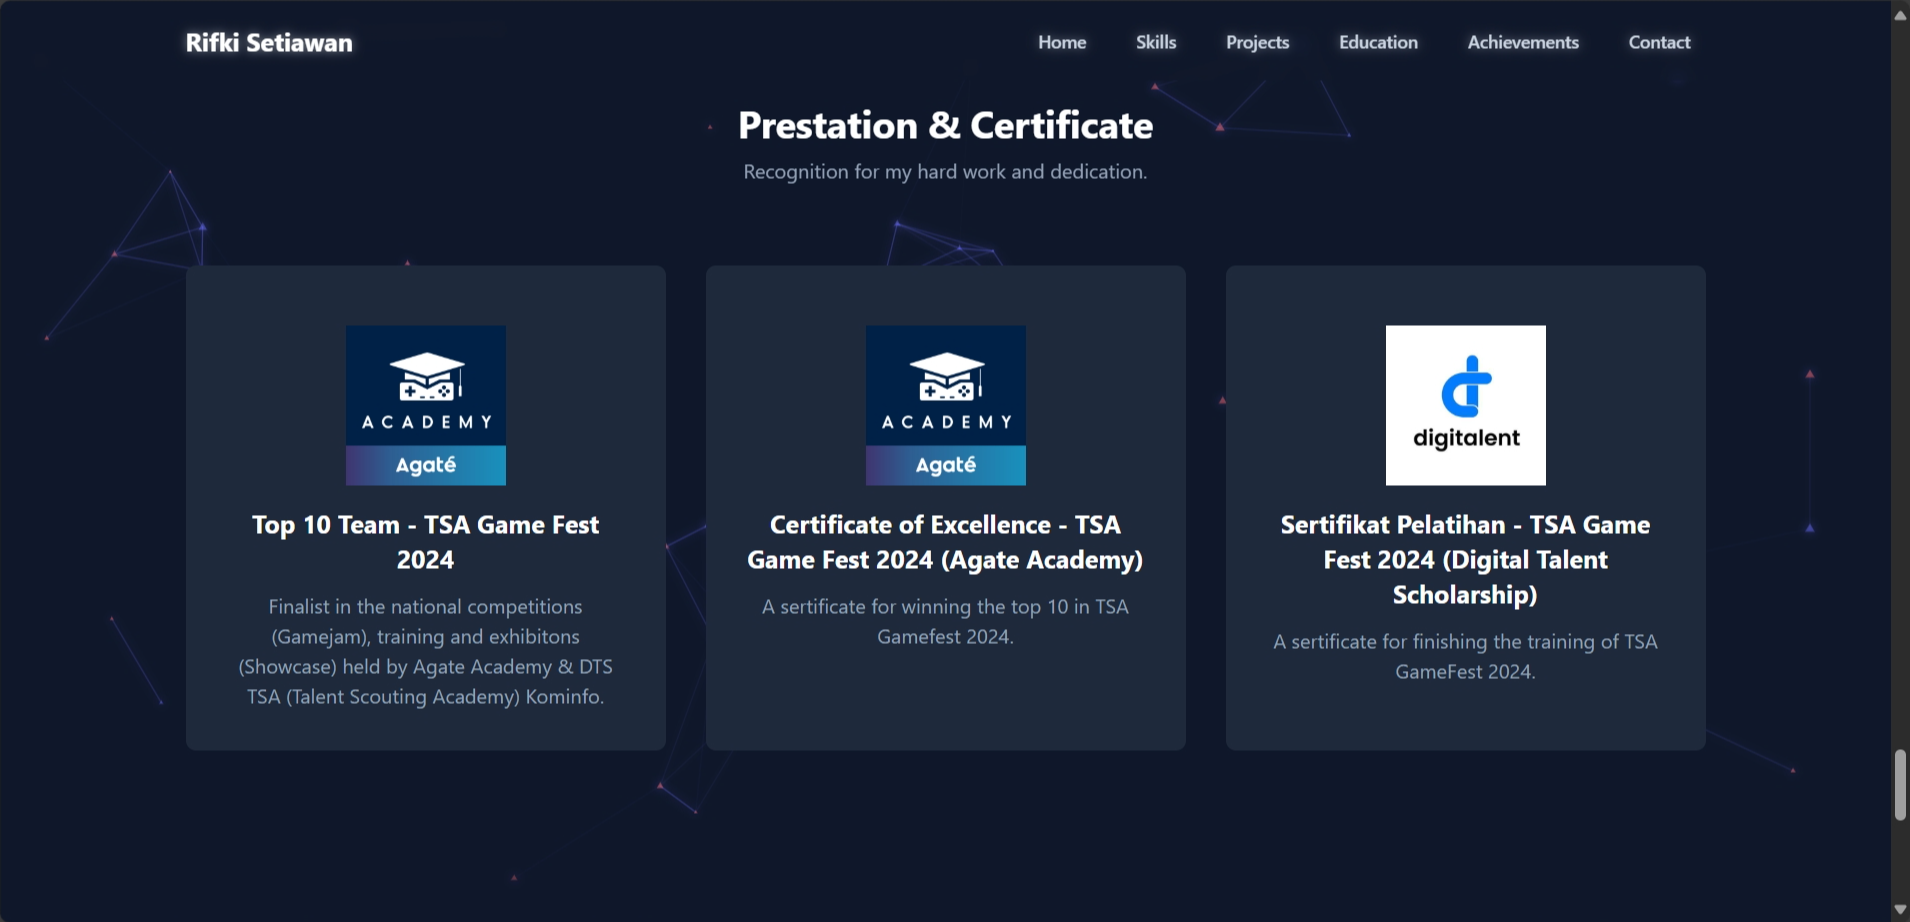 Rifki Setiawan
Home Skills Projects Education Achievements Contact
Prestation & Certificate
Recognition for my hard work and dedication.
ACADEMY
Agaté
Top 10 Team - TSA Game Fest
2024
Finalist in the national competitions
(Gamejam), training and exhibitons
(Showcase) held by Agate Academy & DTS
TSA (Talent Scouting Academy) Kominfo.
ACADEMY
Agaté
Certificate of Excellence - TSA
Game Fest 2024 (Agate Academy)
A sertificate for winning the top 10 in TSA
Gamefest 2024.
digitalent
Sertifikat Pelatihan - TSA Game
Fest 2024 (Digital Talent
Scholarship)
A sertificate for finishing the training of TSA
GameFest 2024.